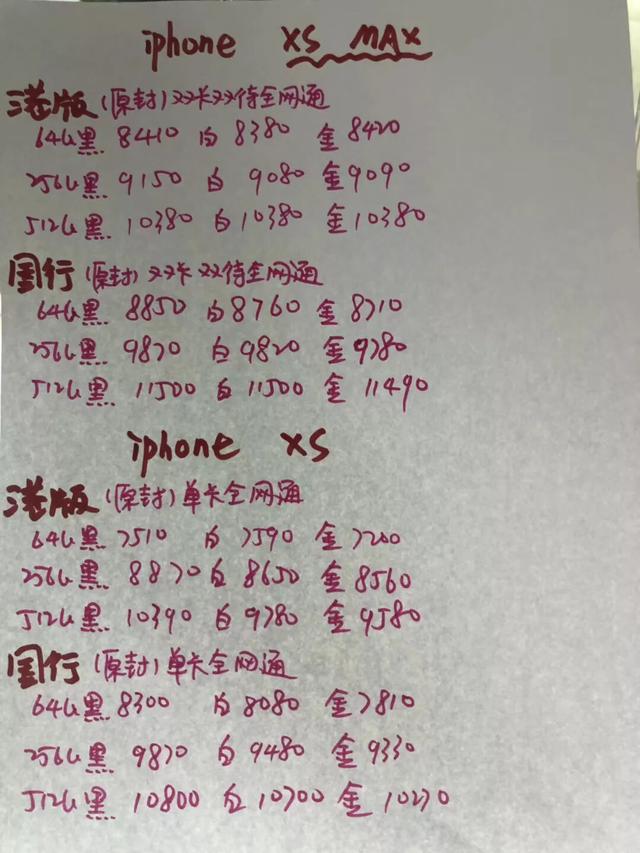 iphone XS MAX
港版(原封)双卡双待全网通
64G黑 8410 白 8380 金 8420
256G黑 9150 白 9080 金 9090
512G黑 10380 白 10380 金 10380
国行(原封)双卡双待全网通
64G黑 8850 白 8760 金 8710
256G黑 9870 白 9820 金 9780
512G黑 11500 白 11500 金 11490
iphone XS
港版(原封)单卡全网通
64G黑 7510 白 7590 金 7200
256G黑 8870 白 8650 金 8560
512G黑 10390 白 9780 金 9580
国行(原封)单卡全网通
64G黑 8300 白 8080 金 7810
256G黑 9870 白 9480 金 9330
512G黑 10800 白 10700 金 10270